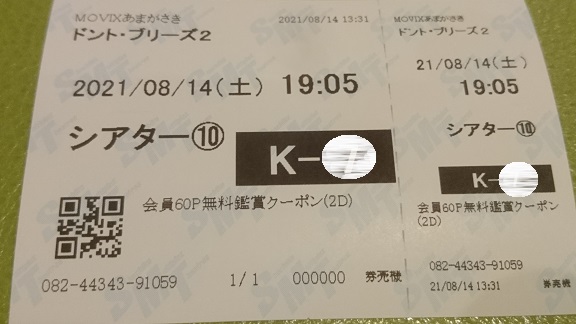 MOVIXあまがさき 2021/08/14 13:31
ドント・ブリーズ2
2021/08/14(土) 19:05
シアター⑩
K-
会員60P無料鑑賞クーポン(2D)
082-44343-91059 1/1 000000 券売機
MOVIXあまがさき
ドント・ブリーズ2
21/08/14(土)
19:05
シアター⑩
K-
会員60P無料鑑賞クーポン
(2D)
082-44343-91059
21/08/14 13:31 券売機